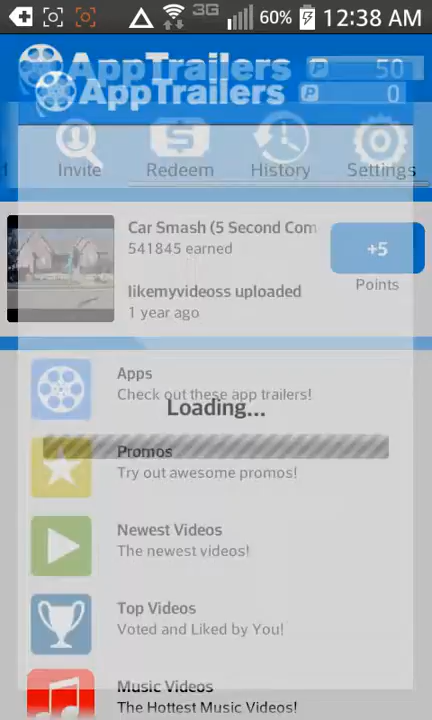 3G 60% 12:38 AM
AppTrailers P 50
AppTrailers P 0
Invite Redeem History Settings
Car Smash (5 Second Com
541845 earned
+5
Points
likemyvideoss uploaded
1 year ago
Apps
Check out these app trailers!
Loading...
Promos
Try out awesome promos!
Newest Videos
The newest videos!
Top Videos
Voted and Liked by You!
Music Videos
The Hottest Music Videos!